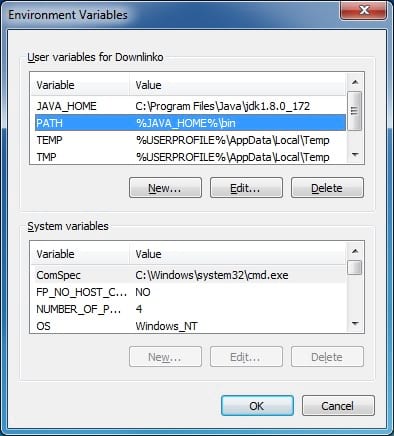 Environment Variables
User variables for Downlinko
Variable Value
JAVA_HOME C:\Program Files\Java\jdk1.8.0_172
PATH %JAVA_HOME%\bin
TEMP %USERPROFILE%\AppData\Local\Temp
TMP %USERPROFILE%\AppData\Local\Temp
New... Edit... Delete
System variables
Variable Value
ComSpec C:\Windows\system32\cmd.exe
FP_NO_HOST_C... NO
NUMBER_OF_P... 4
OS Windows_NT
New... Edit... Delete
OK Cancel